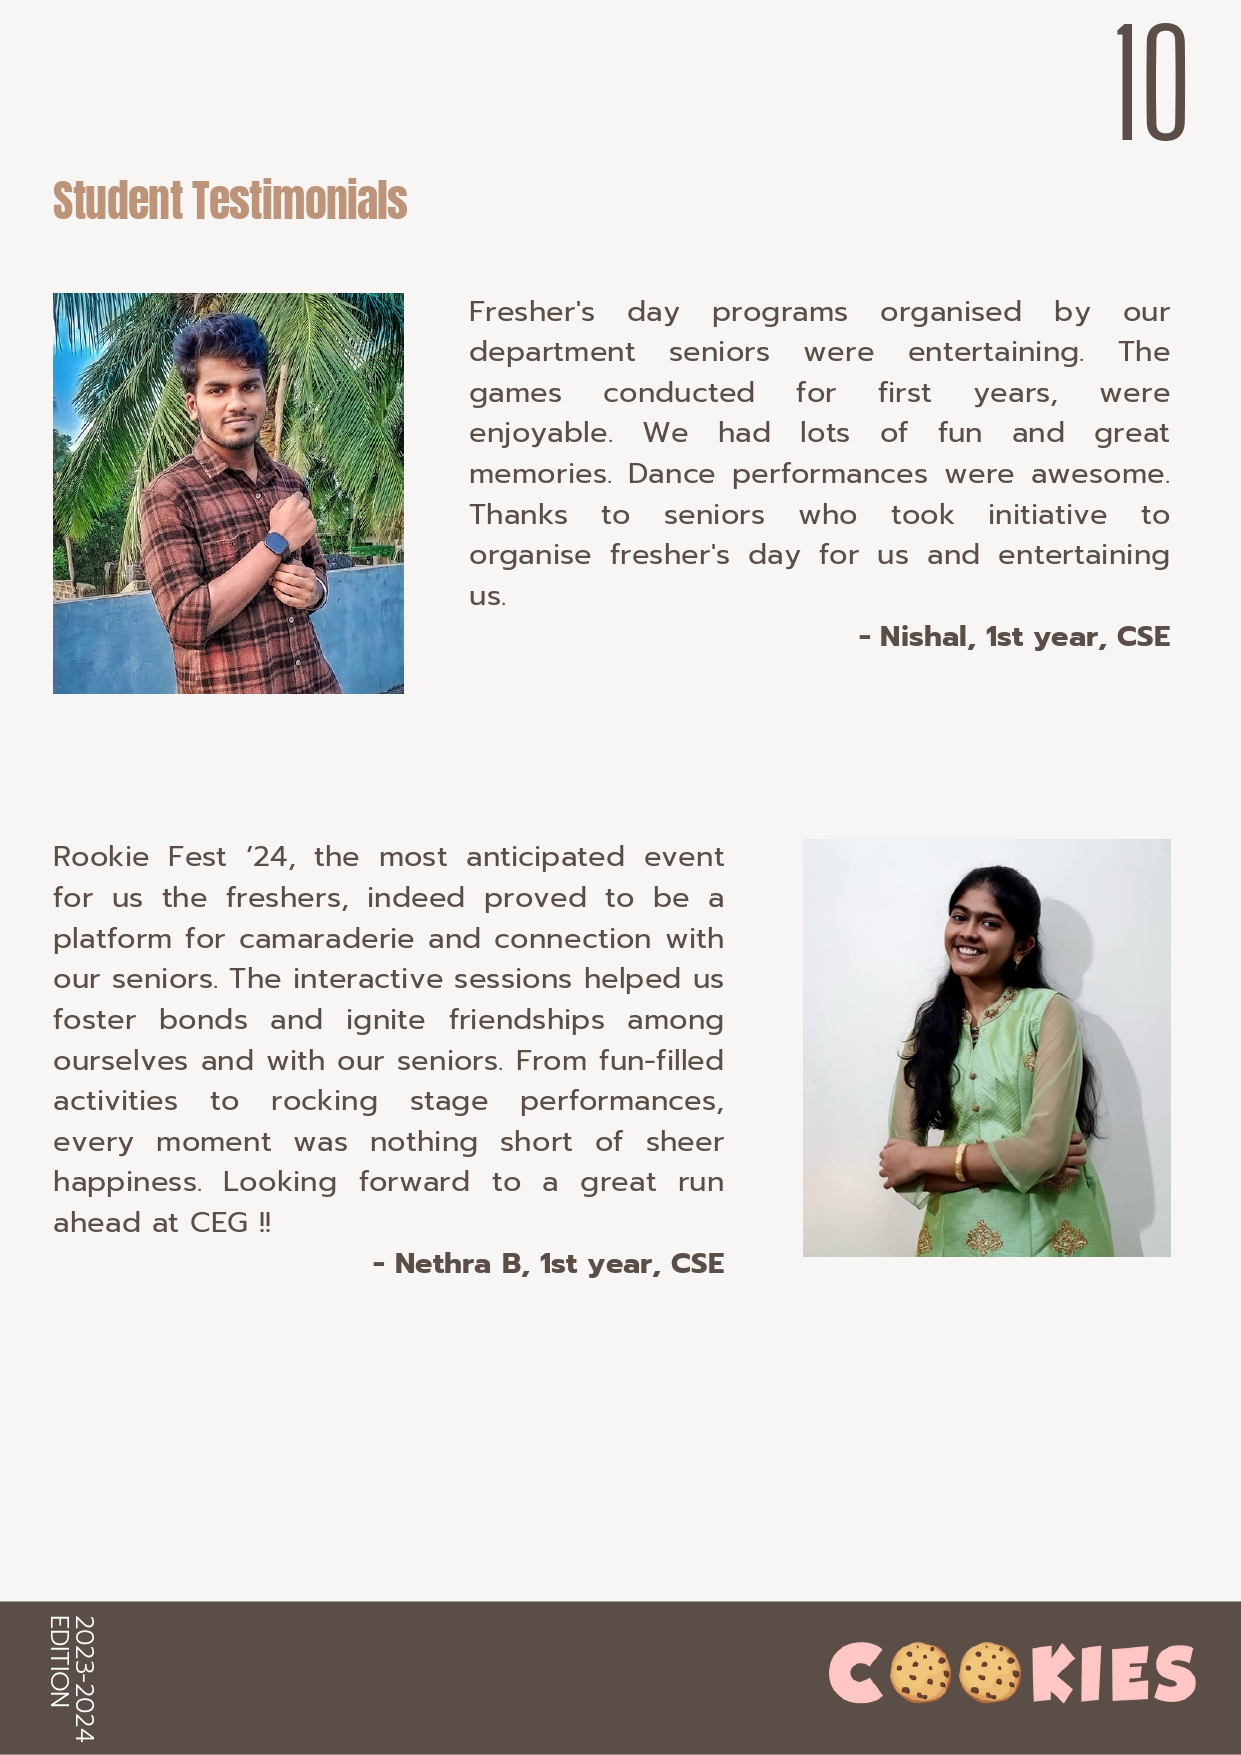 10
Student Testimonials
Fresher's day programs organised by our
department seniors were entertaining. The
games conducted for first years, were
enjoyable. We had lots of fun and great
memories. Dance performances were awesome.
Thanks to seniors who took initiative to
organise fresher's day for us and entertaining
us.
- Nishal, 1st year, CSE
Rookie Fest ’24, the most anticipated event
for us the freshers, indeed proved to be a
platform for camaraderie and connection with
our seniors. The interactive sessions helped us
foster bonds and ignite friendships among
ourselves and with our seniors. From fun-filled
activities to rocking stage performances,
every moment was nothing short of sheer
happiness. Looking forward to a great run
ahead at CEG !!
- Nethra B, 1st year, CSE
2023-2024
EDITION
COOKIES